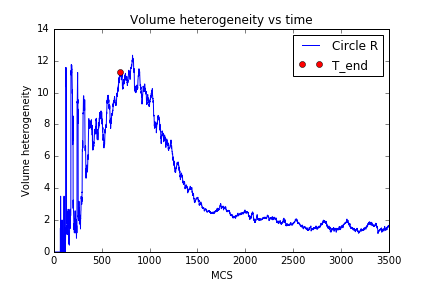 Volume heterogeneity vs time
Circle R
T_end
Volume heterogeneity
14
12
10
8
6
4
2
0
0 500 1000 1500 2000 2500 3000 3500
MCS